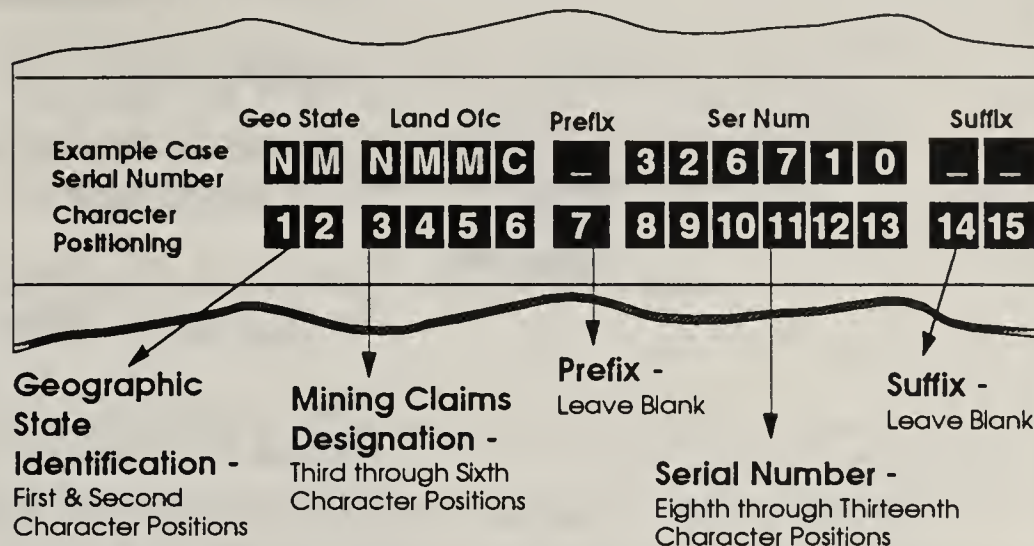 Geo State Land Ofc Prefix Ser Num Suffix
Example Case
Serial Number
N M N M M C _ 3 2 6 7 1 0 _ _
Character
Positioning
1 2 3 4 5 6 7 8 9 10 11 12 13 14 15
Geographic
State
Identification -
First & Second
Character Positions
Mining Claims
Designation -
Third through Sixth
Character Positions
Prefix -
Leave Blank
Serial Number -
Eighth through Thirteenth
Character Positions
Suffix -
Leave Blank